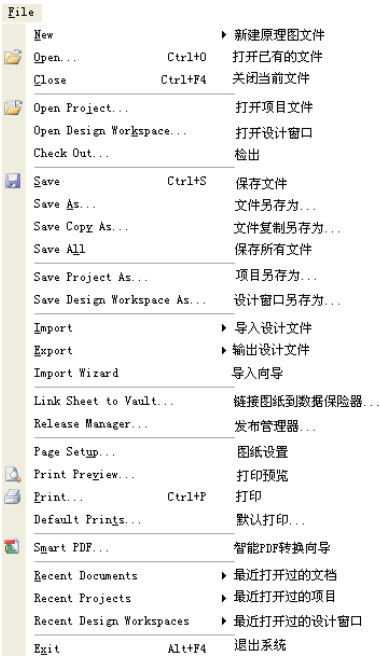 File
New 新建原理图文件
Open... Ctrl+O 打开已有的文件
Close Ctrl+F4 关闭当前文件
Open Project... 打开项目文件
Open Design Workspace... 打开设计窗口
Check Out... 检出
Save Ctrl+S 保存文件
Save As... 文件另存为...
Save Copy As... 文件复制另存为...
Save All 保存所有文件
Save Project As... 项目另存为...
Save Design Workspace As... 设计窗口另存为...
Import 导入设计文件
Export 输出设计文件
Import Wizard 导入向导
Link Sheet to Vault... 链接图纸到数据保险器...
Release Manager... 发布管理器...
Page Setup... 图纸设置
Print Preview... 打印预览
Print... Ctrl+P 打印
Default Prints... 默认打印...
Smart PDF... 智能PDF转换向导
Recent Documents 最近打开过的文档
Recent Projects 最近打开过的项目
Recent Design Workspaces 最近打开过的设计窗口
Exit Alt+F4 退出系统